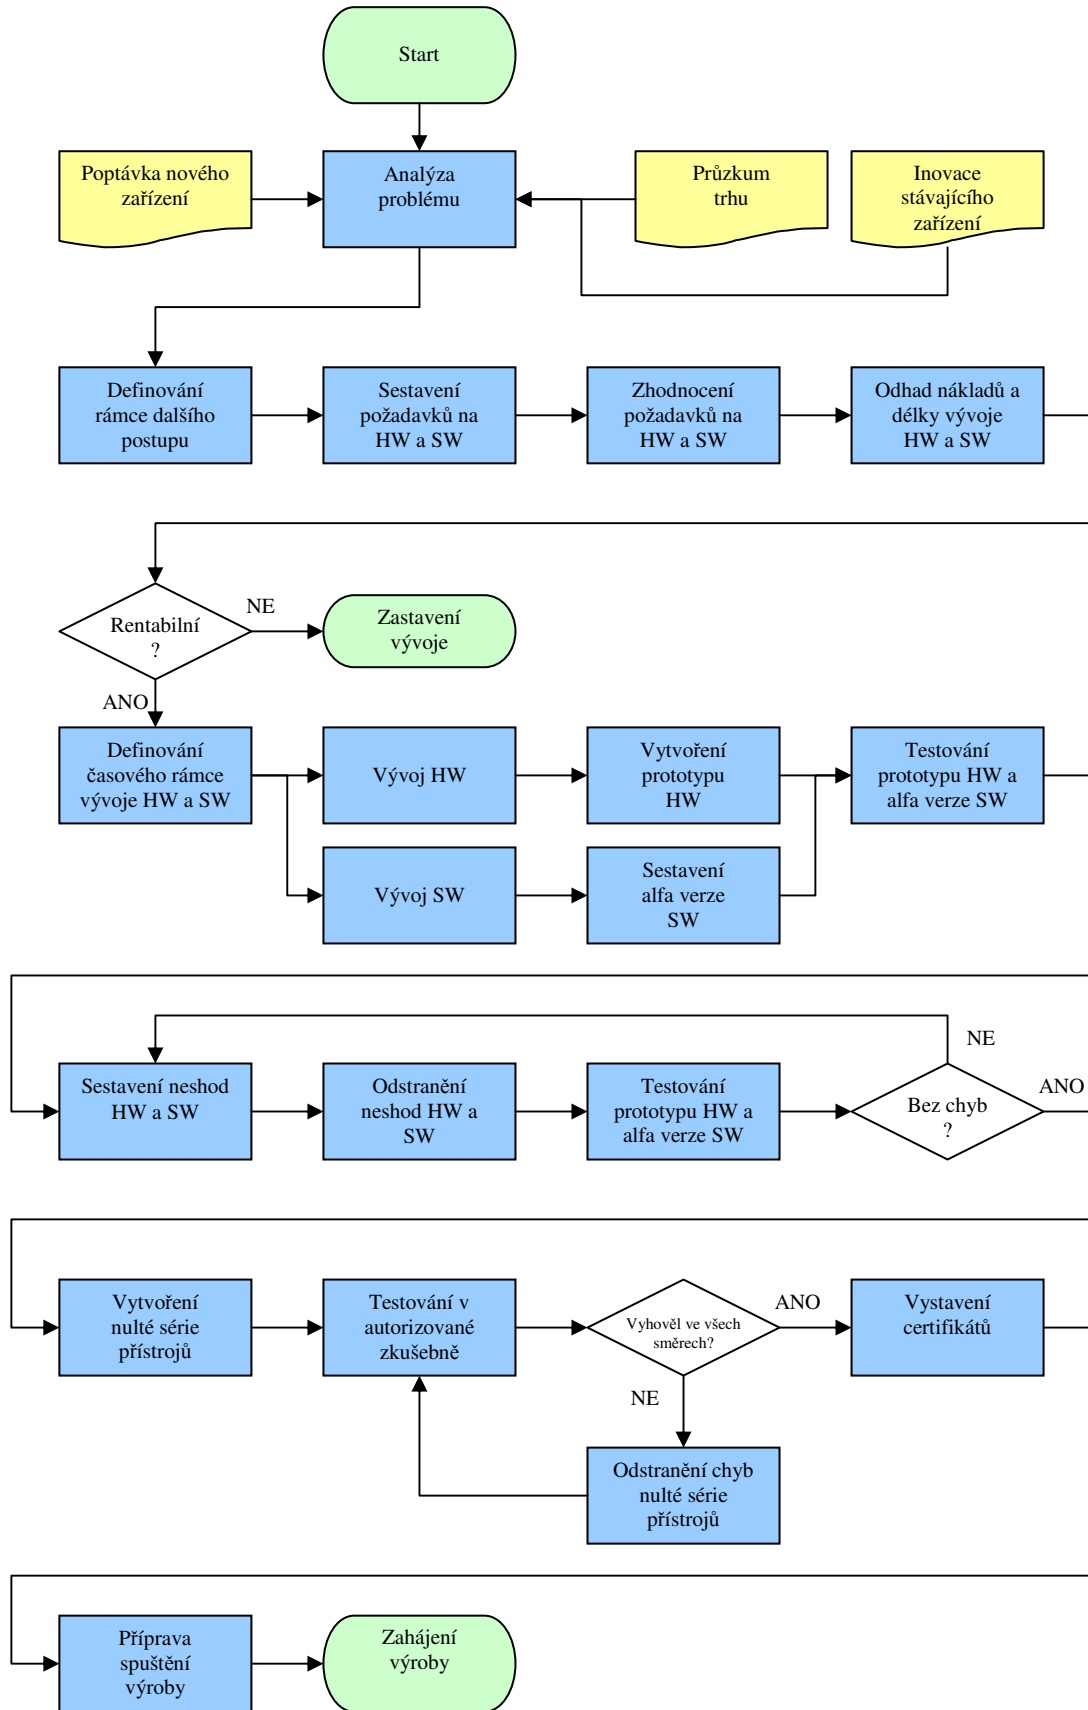 Start
Poptávka nového
zařízení
Analýza
problému
Průzkum
trhu
Inovace
stávajícího
zařízení
Definování
rámce dalšího
postupu
Sestavení
požadavků na
HW a SW
Zhodnocení
požadavků na
HW a SW
Odhad nákladů a
délky vývoje
HW a SW
Rentabilní
?
NE
Zastavení
vývoje
ANO
Definování
časového rámce
vývoje HW a SW
Vývoj HW
Vytvoření
prototypu
HW
Testování
prototypu HW a
alfa verze SW
Vývoj SW
Sestavení
alfa verze
SW
NE
Sestavení neshod
HW a SW
Odstranění
neshod HW a
SW
Testování
prototypu HW a
alfa verze SW
Bez chyb
?
ANO
Vytvoření
nulté série
přístrojů
Testování v
autorizované
zkušebně
Vyhověl ve všech
směrech?
ANO
Vystavení
certifikátů
NE
Odstranění chyb
nulté série
přístrojů
Příprava
spuštění
výroby
Zahájení
výroby